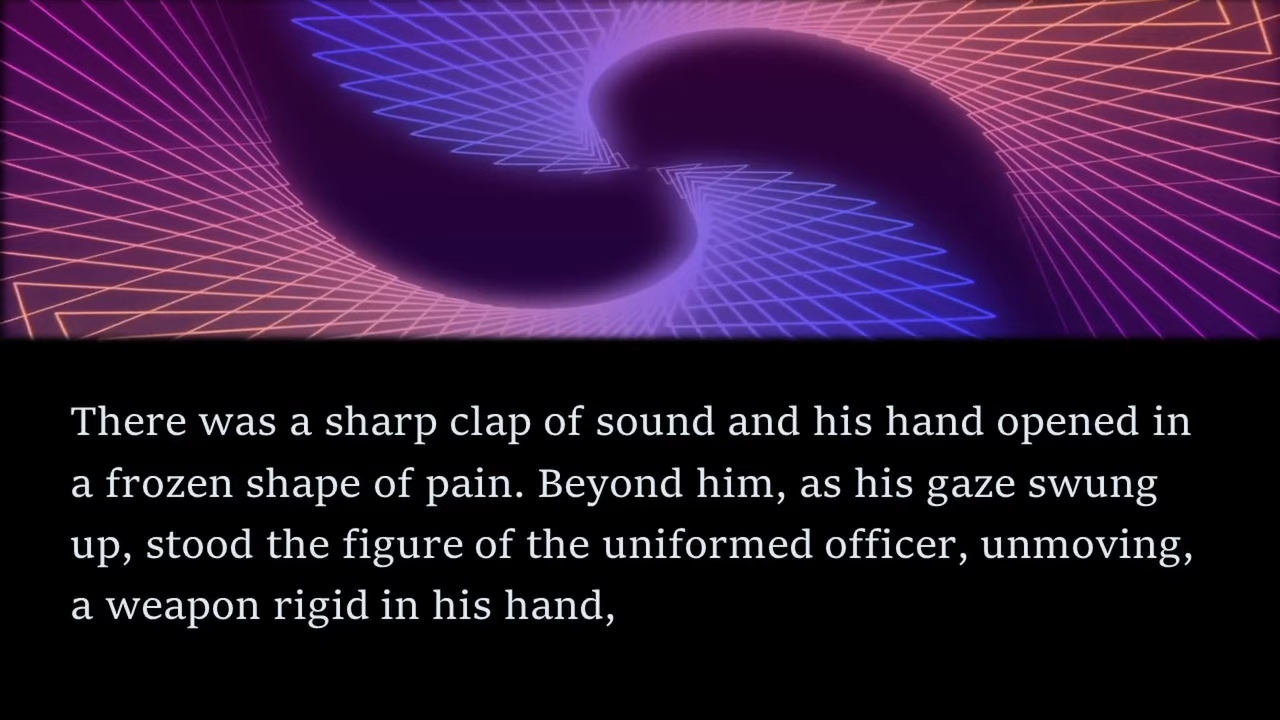 There was a sharp clap of sound and his hand opened in
a frozen shape of pain. Beyond him, as his gaze swung
up, stood the figure of the uniformed officer, unmoving,
a weapon rigid in his hand,